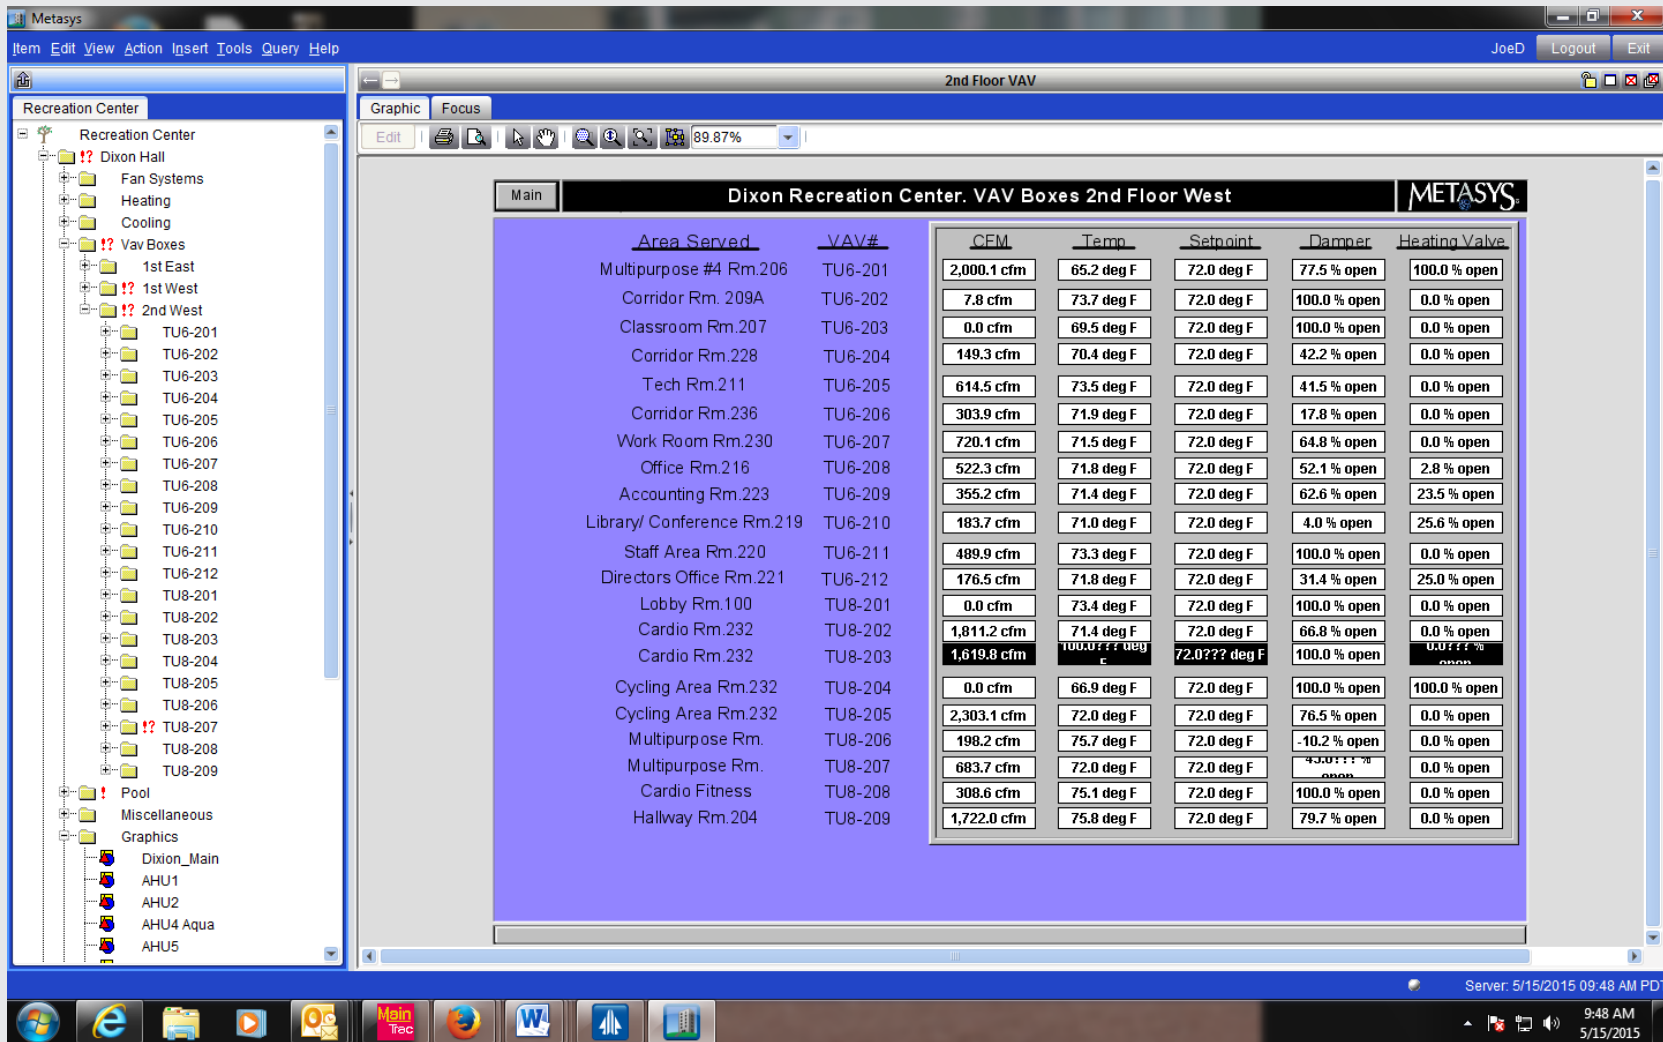 Metasys
Item Edit View Action Insert Tools Query Help
JoeD Logout Exit
2nd Floor VAV
Recreation Center
Graphic Focus
Edit 89.87%
Recreation Center
!? Dixon Hall
Fan Systems
Heating
Cooling
!? Vav Boxes
1st East
!? 1st West
!? 2nd West
TU6-201
TU6-202
TU6-203
TU6-204
TU6-205
TU6-206
TU6-207
TU6-208
TU6-209
TU6-210
TU6-211
TU6-212
TU8-201
TU8-202
TU8-203
TU8-204
TU8-205
TU8-206
!? TU8-207
TU8-208
TU8-209
! Pool
Miscellaneous
Graphics
Dixion_Main
AHU1
AHU2
AHU4 Aqua
AHU5
Main Dixon Recreation Center. VAV Boxes 2nd Floor West METASYS
Area Served VAV# CFM Temp Setpoint Damper Heating Valve
Multipurpose #4 Rm.206 TU6-201 2,000.1 cfm 65.2 deg F 72.0 deg F 77.5 % open 100.0 % open
Corridor Rm. 209A TU6-202 7.8 cfm 73.7 deg F 72.0 deg F 100.0 % open 0.0 % open
Classroom Rm.207 TU6-203 0.0 cfm 69.5 deg F 72.0 deg F 100.0 % open 0.0 % open
Corridor Rm.228 TU6-204 149.3 cfm 70.4 deg F 72.0 deg F 42.2 % open 0.0 % open
Tech Rm.211 TU6-205 614.5 cfm 73.5 deg F 72.0 deg F 41.5 % open 0.0 % open
Corridor Rm.236 TU6-206 303.9 cfm 71.9 deg F 72.0 deg F 17.8 % open 0.0 % open
Work Room Rm.230 TU6-207 720.1 cfm 71.5 deg F 72.0 deg F 64.8 % open 0.0 % open
Office Rm.216 TU6-208 522.3 cfm 71.8 deg F 72.0 deg F 52.1 % open 2.8 % open
Accounting Rm.223 TU6-209 355.2 cfm 71.4 deg F 72.0 deg F 62.6 % open 23.5 % open
Library/ Conference Rm.219 TU6-210 183.7 cfm 71.0 deg F 72.0 deg F 4.0 % open 25.6 % open
Staff Area Rm.220 TU6-211 489.9 cfm 73.3 deg F 72.0 deg F 100.0 % open 0.0 % open
Directors Office Rm.221 TU6-212 176.5 cfm 71.8 deg F 72.0 deg F 31.4 % open 25.0 % open
Lobby Rm.100 TU8-201 0.0 cfm 73.4 deg F 72.0 deg F 100.0 % open 0.0 % open
Cardio Rm.232 TU8-202 1,811.2 cfm 71.4 deg F 72.0 deg F 66.8 % open 0.0 % open
Cardio Rm.232 TU8-203 1,619.8 cfm 100.0??? deg F 72.0??? deg F 100.0 % open 0.0??? % open
Cycling Area Rm.232 TU8-204 0.0 cfm 66.9 deg F 72.0 deg F 100.0 % open 100.0 % open
Cycling Area Rm.232 TU8-205 2,303.1 cfm 72.0 deg F 72.0 deg F 76.5 % open 0.0 % open
Multipurpose Rm. TU8-206 198.2 cfm 75.7 deg F 72.0 deg F -10.2 % open 0.0 % open
Multipurpose Rm. TU8-207 683.7 cfm 72.0 deg F 72.0 deg F % open 0.0 % open
Cardio Fitness TU8-208 308.6 cfm 75.1 deg F 72.0 deg F 100.0 % open 0.0 % open
Hallway Rm.204 TU8-209 1,722.0 cfm 75.8 deg F 72.0 deg F 79.7 % open 0.0 % open
Server: 5/15/2015 09:48 AM PD
Main Trac
9:48 AM
5/15/2015